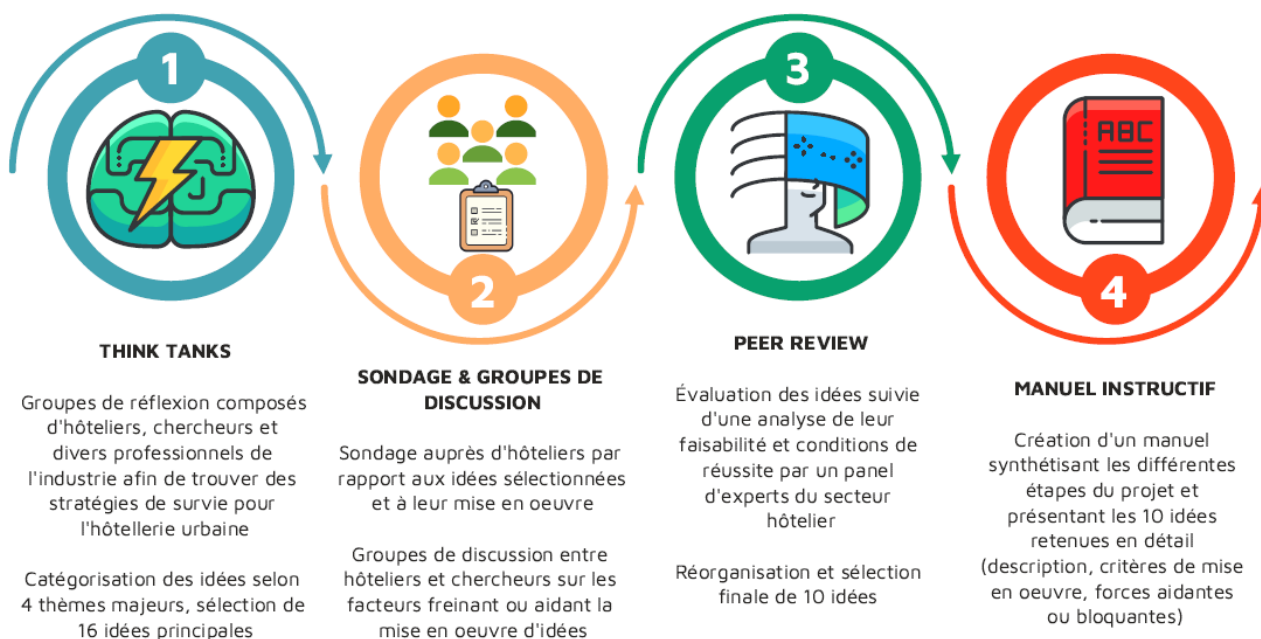 1
THINK TANKS
Groupes de réflexion composés
d'hôteliers, chercheurs et
divers professionnels de
l'industrie afin de trouver des
stratégies de survie pour
l'hôtellerie urbaine
Catégorisation des idées selon
4 thèmes majeurs, sélection de
16 idées principales
2
SONDAGE & GROUPES DE
DISCUSSION
Sondage auprès d'hôteliers par
rapport aux idées sélectionnées
et à leur mise en oeuvre
Groupes de discussion entre
hôteliers et chercheurs sur les
facteurs freinant ou aidant la
mise en oeuvre d'idées
3
PEER REVIEW
Évaluation des idées suivie
d'une analyse de leur
faisabilité et conditions de
réussite par un panel
d'experts du secteur
hôtelier
Réorganisation et sélection
finale de 10 idées
ABC
4
MANUEL INSTRUCTIF
Création d'un manuel
synthétisant les différentes
étapes du projet et
présentant les 10 idées
retenues en détail
(description, critères de mise
en oeuvre, forces aidantes
ou bloquantes)